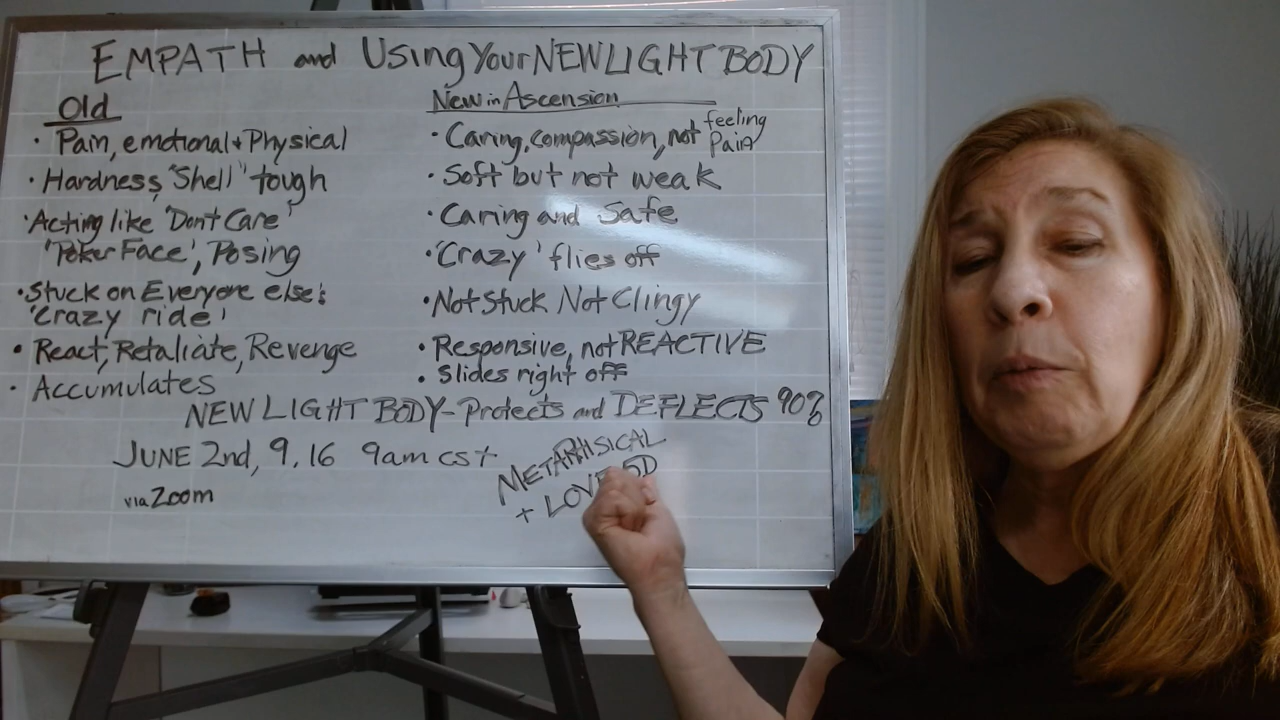 EMPATH and Using Your NEW LIGHT BODY
Old
• Pain, emotional + Physical
• Hardness, "Shell" tough
• Acting like 'Dont Care'
'Poker Face', Posing
• Stuck on Everyone else's
'Crazy ride'
• React, Retaliate, Revenge
• Accumulates
New in Ascension
• Caring, compassion, not feeling Pain
• Soft but not weak
• Caring and Safe
• 'Crazy' flies off
• Not Stuck Not Clingy
• Responsive, not REACTIVE
• Slides right off
NEW LIGHT BODY - Protects and DEFLECTS 90%
JUNE 2nd, 9, 16 9am cst
via Zoom
METAPHSICAL
+ LOVE 5D